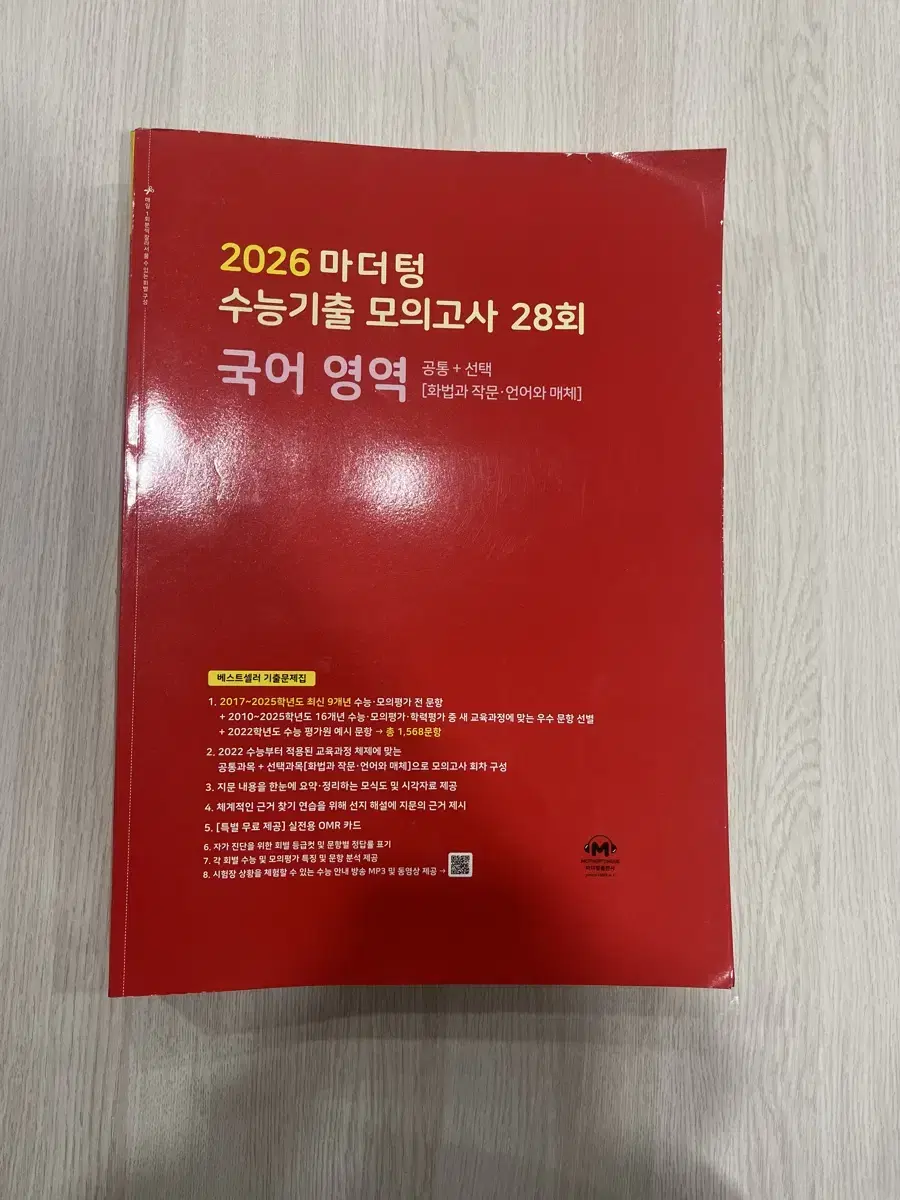 2026 마더텅
수능기출 모의고사 28회
국어 영역 공통 + 선택
[화법과 작문·언어와 매체]
베스트셀러 기출문제집
1. 2017~2025학년도 최신 9개년 수능·모의평가 전 문항
+ 2010~2025학년도 16개년 수능·모의평가·학력평가 중 새 교육과정에 맞는 우수 문항 선별
+ 2022학년도 수능 평가원 예시 문항 → 총 1,568문항
2. 2022 수능부터 적용된 교육과정 체제에 맞는
공통과목 + 선택과목[화법과 작문·언어와 매체]으로 모의고사 회차 구성
3. 지문 내용을 한눈에 요약·정리하는 모식도 및 시각자료 제공
4. 체계적인 근거 찾기 연습을 위해 선지 해설에 지문의 근거 제시
5. [특별 무료 제공] 실전용 OMR 카드
6. 자가 진단을 위한 회별 등급컷 및 문항별 정답률 표기
7. 각 회별 수능 및 모의평가 특징 및 문항 분석 제공
8. 시험장 상황을 체험할 수 있는 수능 안내 방송 MP3 및 동영상 제공 →
M